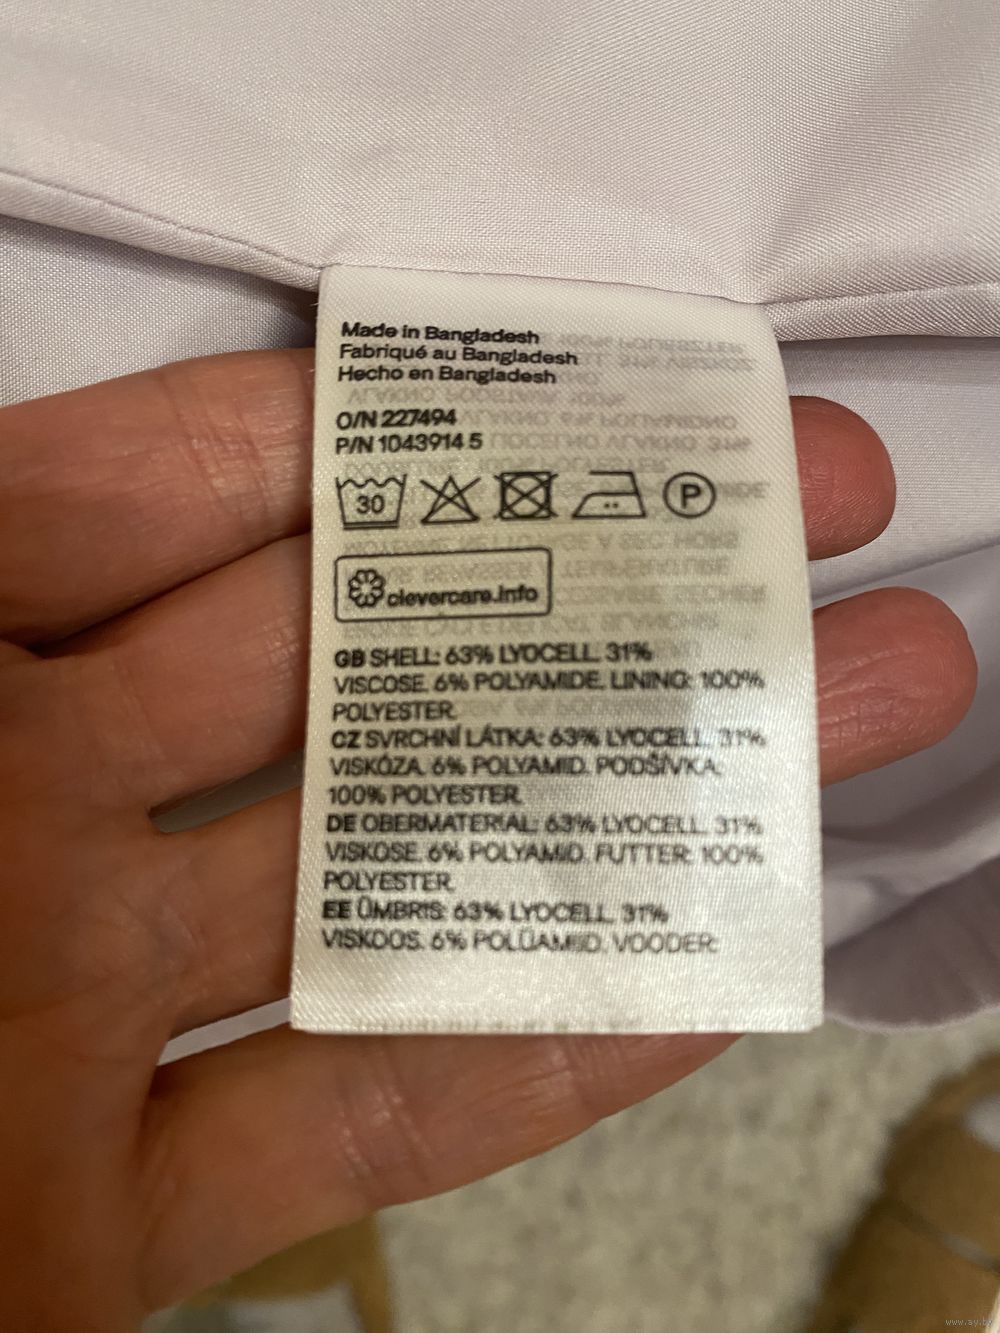 Made in Bangladesh
Fabriqué au Bangladesh
Hecho en Bangladesh
O/N 227494
P/N 1043914 5
30
P
clevercare.info
GB SHELL: 63% LYOCELL. 31%
VISCOSE. 6% POLYAMIDE. LINING: 100%
POLYESTER.
CZ SVRCHNÍ LÁTKA: 63% LYOCELL. 31%
VISKÓZA. 6% POLYAMID. PODŠÍVKA:
100% POLYESTER.
DE OBERMATERIAL: 63% LYOCELL. 31%
VISKOSE. 6% POLYAMID. FUTTER: 100%
POLYESTER.
EE ÜMBRIS: 63% LYOCELL. 31%
VISKOOS. 6% POLÜAMIID. VOODER: